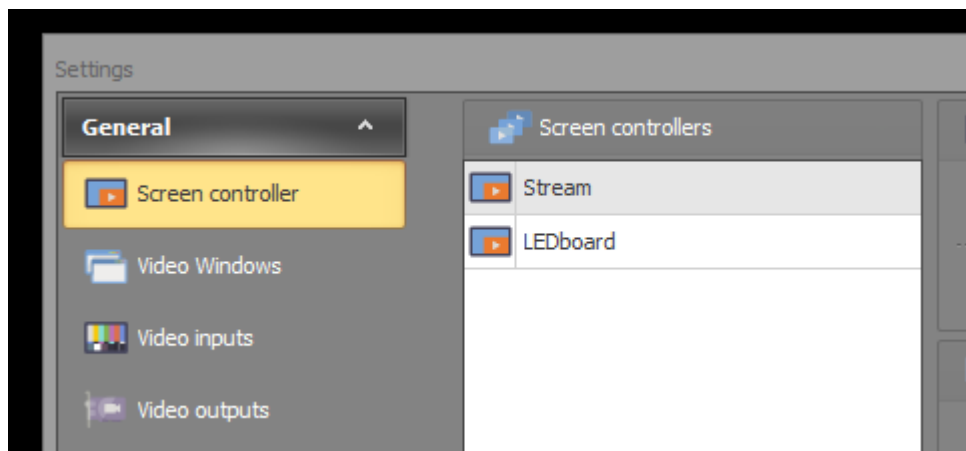 Settings
General
Screen controller
Video Windows
Video inputs
Video outputs
Screen controllers
Stream
LEDboard